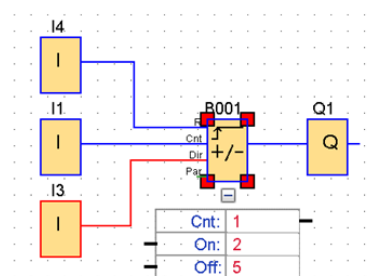 I4
I
I1
I
I3
I
B001
R
Cnt
Dir
Par
+/-
Q1
Q
Cnt: 1
On: 2
Off: 5